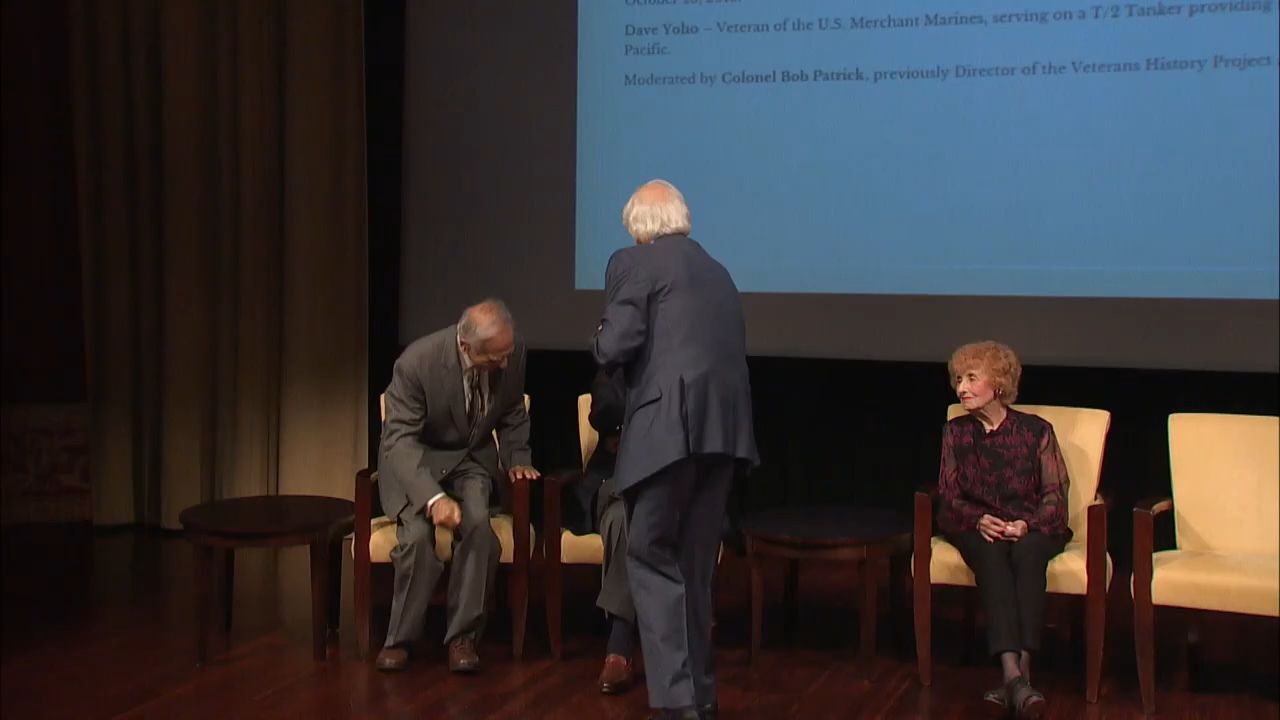 Dave Yoho – Veteran of the U.S. Merchant Marines, serving on a T/2 Tanker providing
Pacific.
Moderated by Colonel Bob Patrick, previously Director of the Veterans History Project